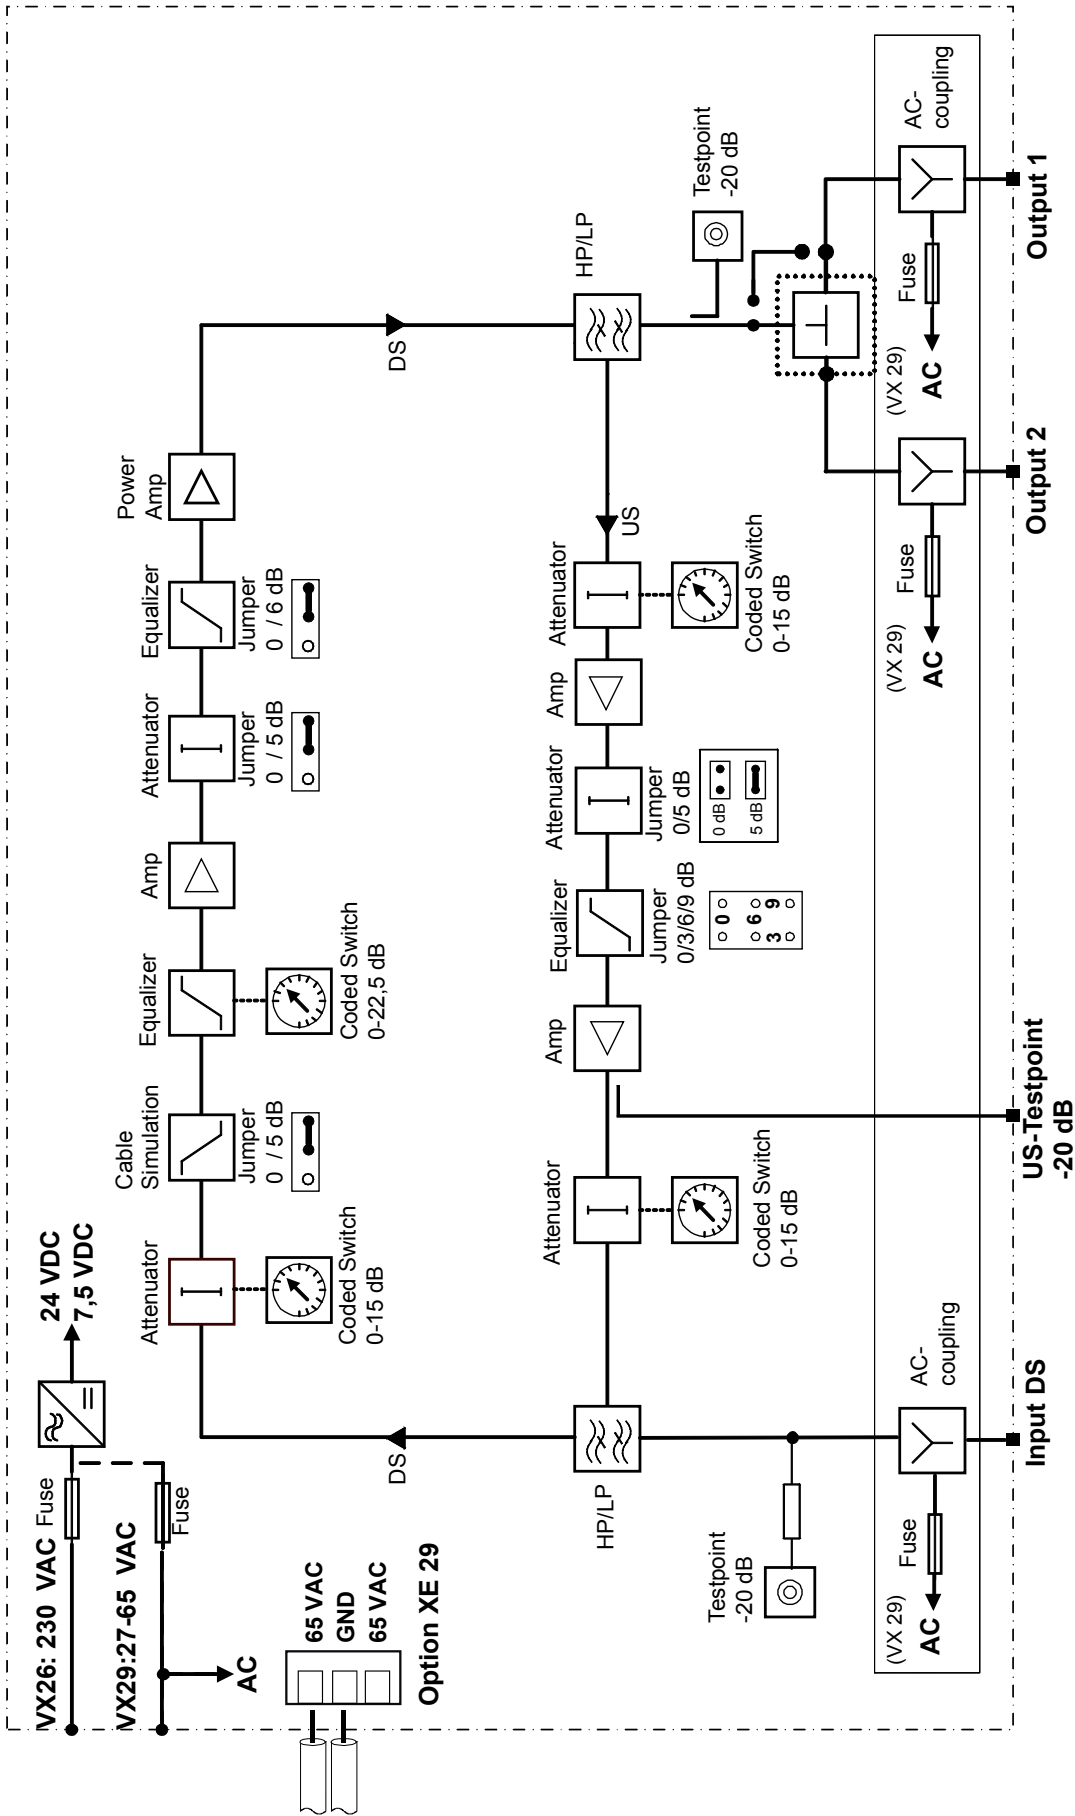 VX26: 230 VAC
Fuse
24 VDC
7,5 VDC
VX29:27-65 VAC
Fuse
AC
65 VAC
GND
65 VAC
Option XE 29
Attenuator
Coded Switch
0-15 dB
Cable
Simulation
Jumper
0 / 5 dB
Equalizer
Coded Switch
0-22,5 dB
Amp
Attenuator
Jumper
0 / 5 dB
Equalizer
Jumper
0 / 6 dB
Power
Amp
DS
DS
HP/LP
HP/LP
US
Attenuator
Coded Switch
0-15 dB
Amp
Equalizer
Jumper
0/3/6/9 dB
0
6
3
9
Attenuator
Jumper
0/5 dB
0 dB
5 dB
Amp
Attenuator
Coded Switch
0-15 dB
Testpoint
-20 dB
Testpoint
-20 dB
(VX 29)
AC
Fuse
AC-
coupling
(VX 29)
AC
Fuse
(VX 29)
AC
Fuse
AC-
coupling
Input DS
US-Testpoint
-20 dB
Output 2
Output 1